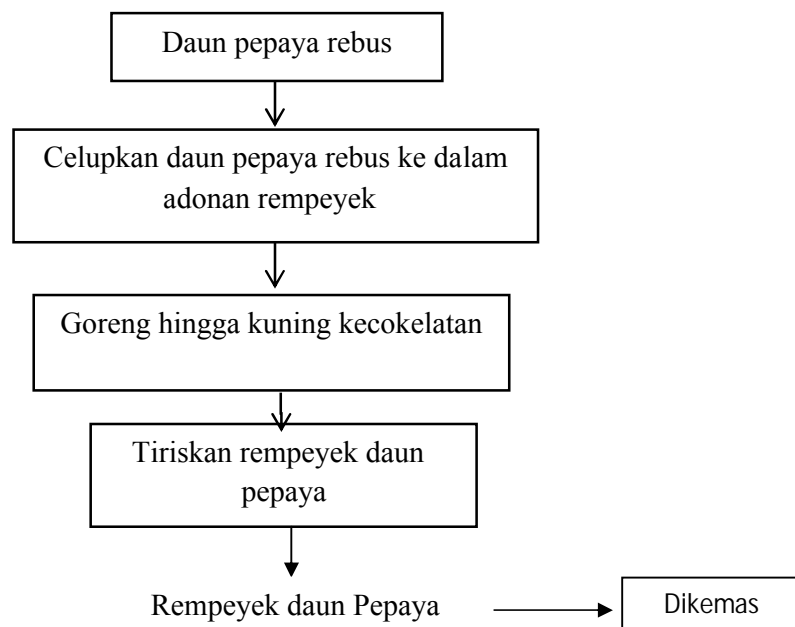 Daun pepaya rebus
Celupkan daun pepaya rebus ke dalam
adonan rempeyek
Goreng hingga kuning kecokelatan
Tiriskan rempeyek daun
pepaya
Rempeyek daun Pepaya
Dikemas